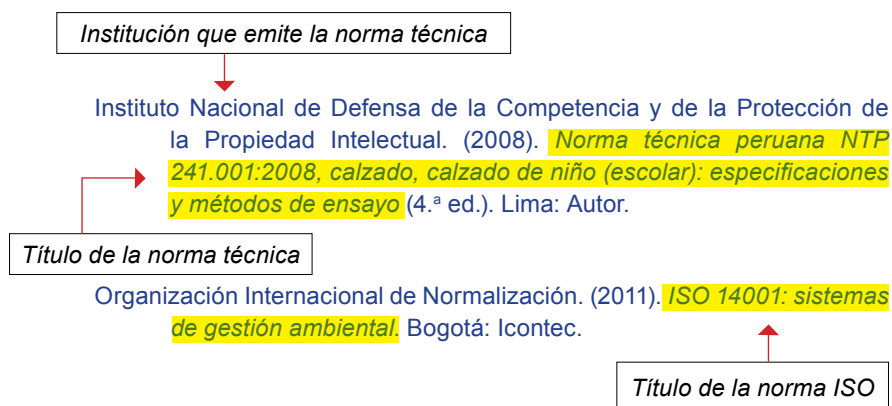 Institución que emite la norma técnica
Instituto Nacional de Defensa de la Competencia y de la Protección de
la Propiedad Intelectual. (2008). Norma técnica peruana NTP
241.001:2008, calzado, calzado de niño (escolar): especificaciones
y métodos de ensayo (4.ª ed.). Lima: Autor.
Título de la norma técnica
Organización Internacional de Normalización. (2011). ISO 14001: sistemas
de gestión ambiental. Bogotá: Icontec.
Título de la norma ISO